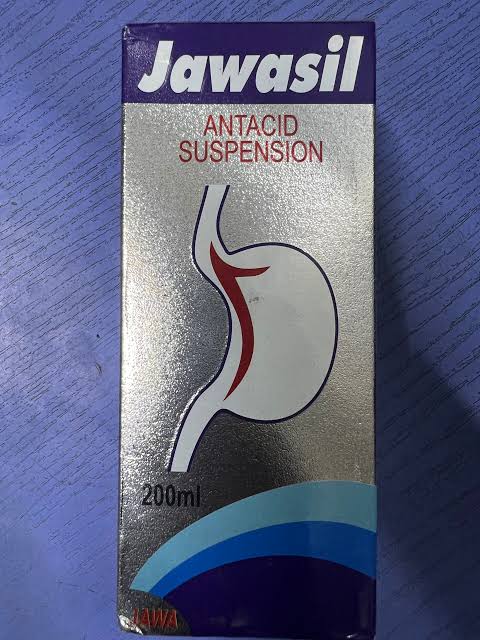 Jawasil
ANTACID
SUSPENSION
200ml
JAWA